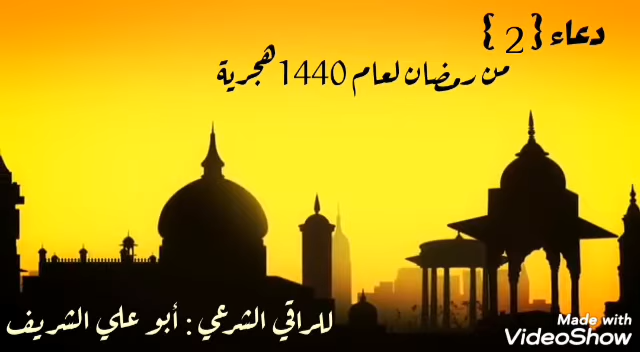 دعاء { 2 }
من رمضان لعام 1440 هجرية
للراقي الشرعي : أبو علي الشريف
Made with
VideoShow